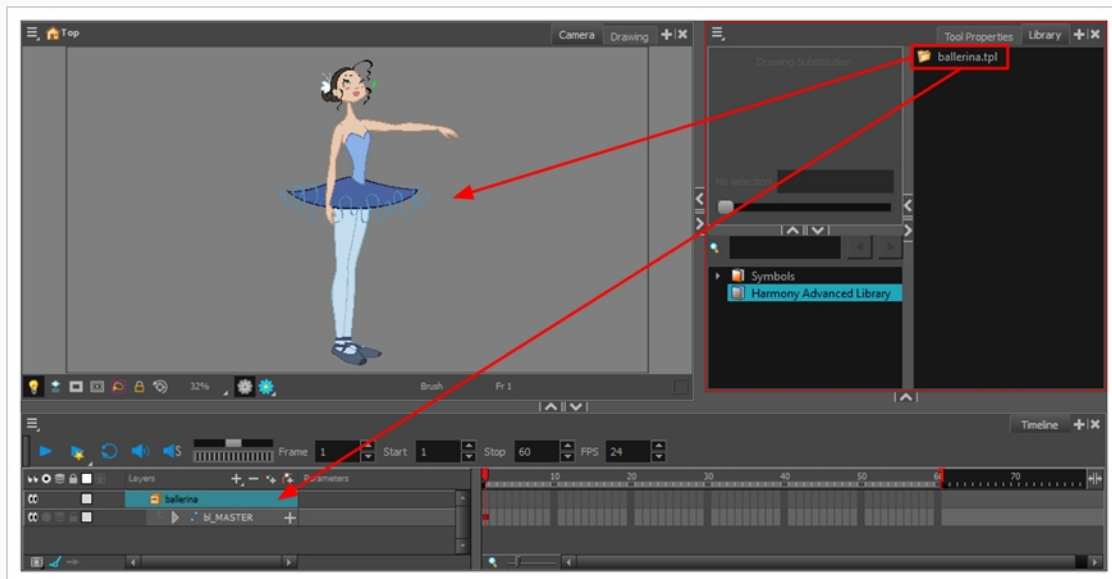 Top
Camera
Drawing
Tool Properties
Library
Drawing Substitution
ballerina.tpl
No selection
Symbols
Harmony Advanced Library
32%
Brush
Fr 1
Timeline
Frame 1 Start 1 Stop 60 FPS 24
Layers
Parameters
10 20 30 40 50 60 70
ballerina
bl_MASTER